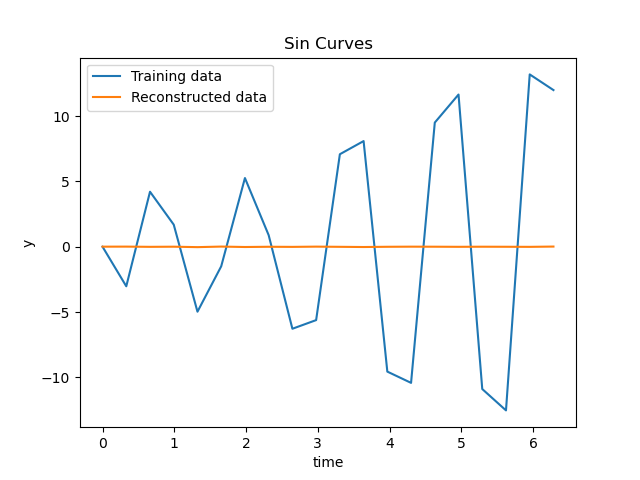 Sin Curves
Training data
Reconstructed data
10
5
0
−5
−10
y
0 1 2 3 4 5 6
time